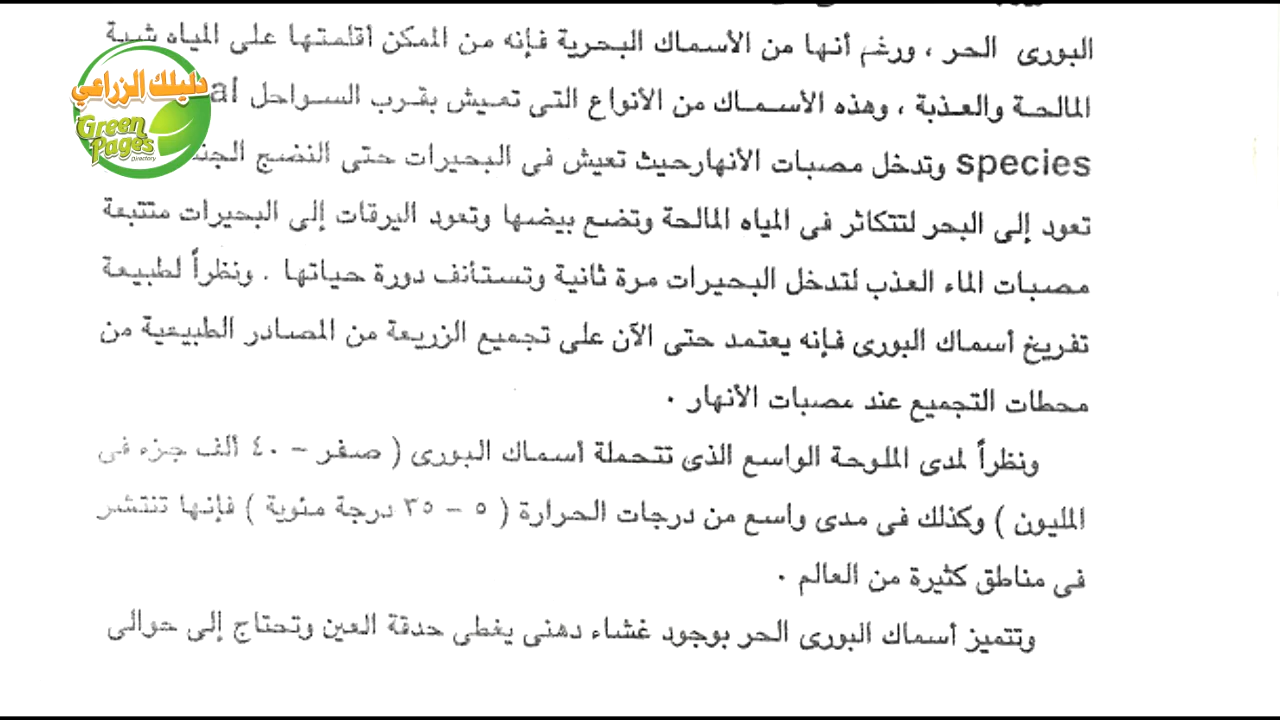 البورى الحر ، ورغم أنها من الأسماك البحرية فإنه من الممكن أقلمتها على المياه شبة
المالحة والعذبة ، وهذه الأسماك من الأنواع التى تعيش بقرب السواحل al
species وتدخل مصبات الأنهارحيث تعيش فى البحيرات حتى النضج
تعود إلى البحر لتتكاثر فى المياه المالحة وتضع بيضها وتعود اليرقات إلى البحيرات متتبعة
مصبات الماء العذب لتدخل البحيرات مرة ثانية وتستأنف دورة حياتها . ونظراً لطبيعة
تفريخ أسماك البورى فإنه يعتمد حتى الآن على تجميع الزريعة من المصادر الطبيعية من
محطات التجميع عند مصبات الأنهار .
ونظراً لمدى الملوحة الواسع الذى تتحملة أسماك البورى ( صفر - ٤٠ ألف جزء فى
المليون ) وكذلك فى مدى واسع من درجات الحرارة ( ٥ - ٣٥ درجة مئوية ) فإنها تنتشر
فى مناطق كثيرة من العالم .
وتتميز أسماك البورى الحر بوجود غشاء دهنى يغطى حدقة العين وتحتاج إلى حوالى
دليلك الزراعي
Green
Pages
Directory